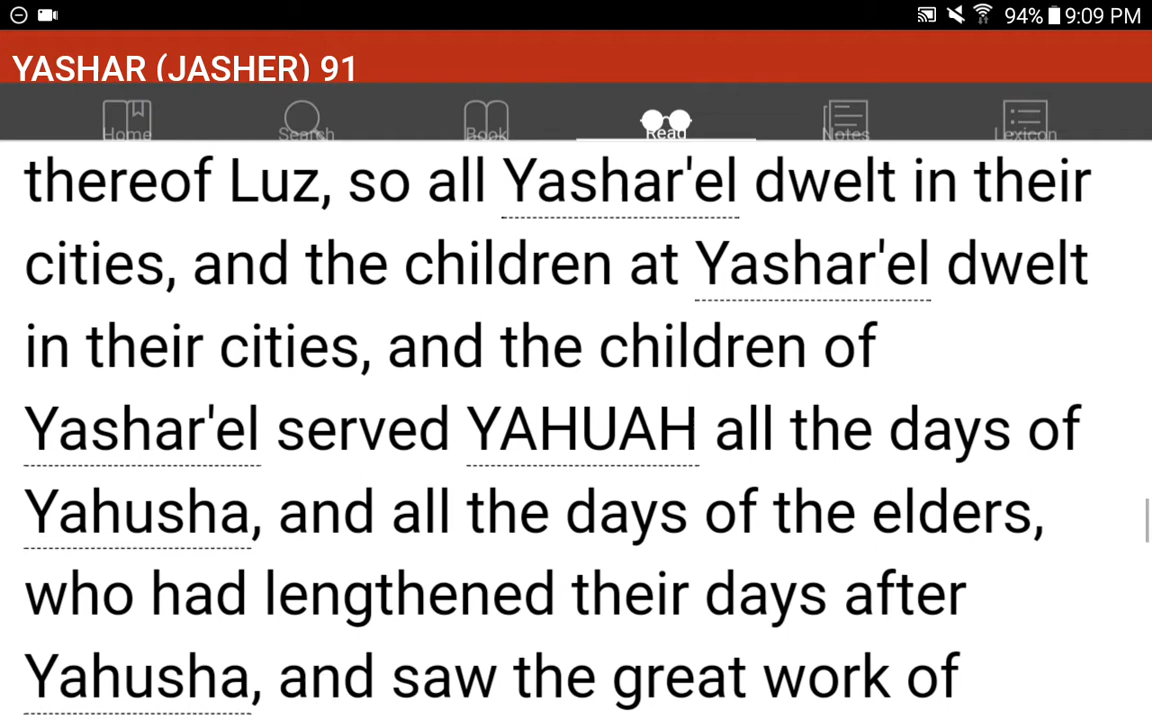 94% 9:09 PM
YASHAR (JASHER) 91
Home Search Book Read Notes Lexicon
thereof Luz, so all Yashar'el dwelt in their
cities, and the children at Yashar'el dwelt
in their cities, and the children of
Yashar'el served YAHUAH all the days of
Yahusha, and all the days of the elders,
who had lengthened their days after
Yahusha, and saw the great work of